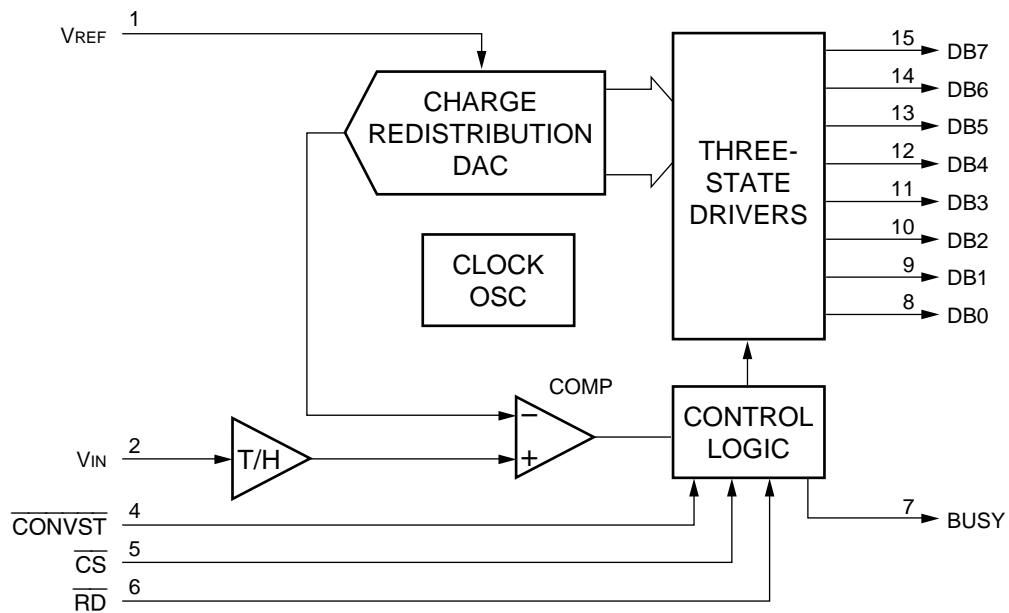 1
VREF
CHARGE
REDISTRIBUTION
DAC
THREE-
STATE
DRIVERS
15
DB7
14
DB6
13
DB5
12
DB4
11
DB3
10
DB2
9
DB1
8
DB0
CLOCK
OSC
COMP
−
+
CONTROL
LOGIC
2
VIN
T/H
4
CONVST
5
CS
6
RD
7
BUSY